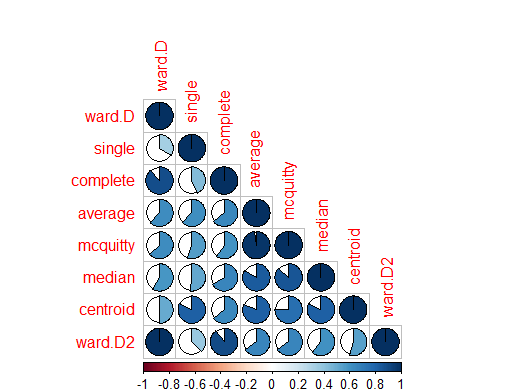 ward.D
single
complete
average
mcquitty
median
centroid
ward.D2
ward.D
single
complete
average
mcquitty
median
centroid
ward.D2
-1 -0.8 -0.6 -0.4 -0.2 0 0.2 0.4 0.6 0.8 1